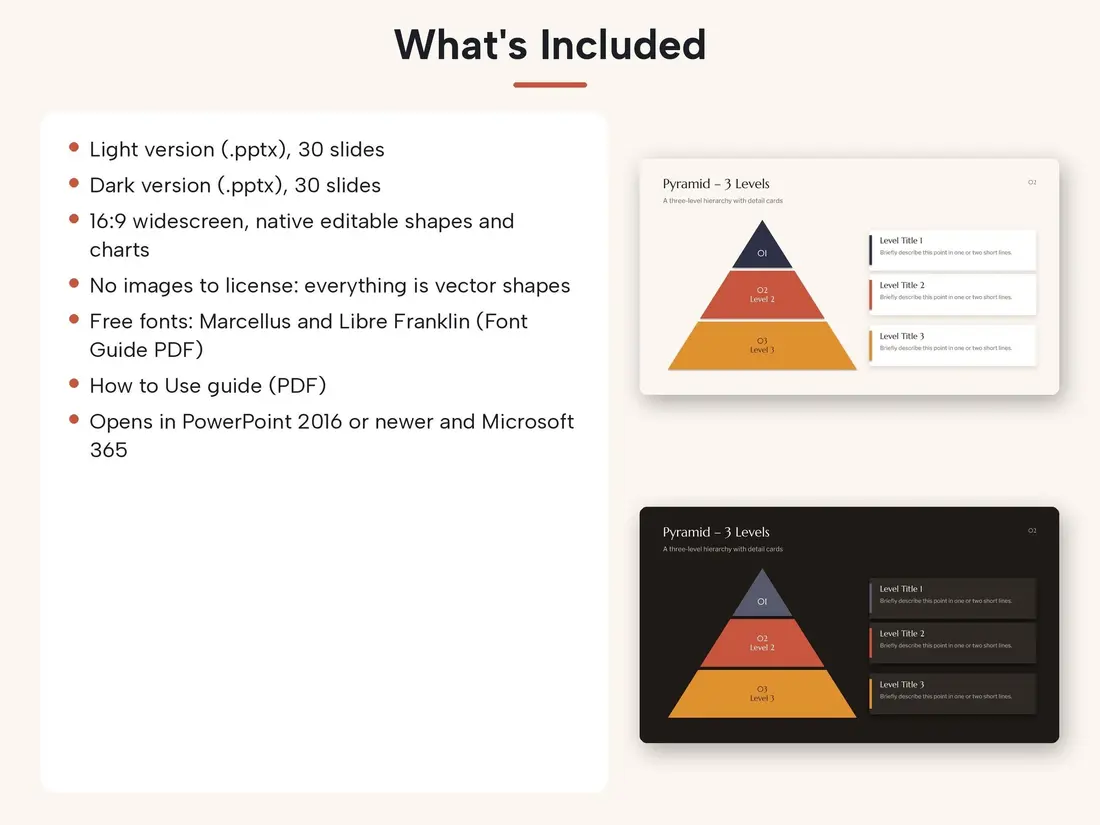 What's Included
Light version (.pptx), 30 slides
Dark version (.pptx), 30 slides
16:9 widescreen, native editable shapes and
charts
No images to license: everything is vector shapes
Free fonts: Marcellus and Libre Franklin (Font
Guide PDF)
How to Use guide (PDF)
Opens in PowerPoint 2016 or newer and Microsoft
365
Pyramid – 3 Levels
02
A three-level hierarchy with detail cards
01
02
Level 2
03
Level 3
Level Title 1
Briefly describe this point in one or two short lines.
Level Title 2
Briefly describe this point in one or two short lines.
Level Title 3
Briefly describe this point in one or two short lines.
Pyramid – 3 Levels
02
A three-level hierarchy with detail cards
01
02
Level 2
03
Level 3
Level Title 1
Briefly describe this point in one or two short lines.
Level Title 2
Briefly describe this point in one or two short lines.
Level Title 3
Briefly describe this point in one or two short lines.